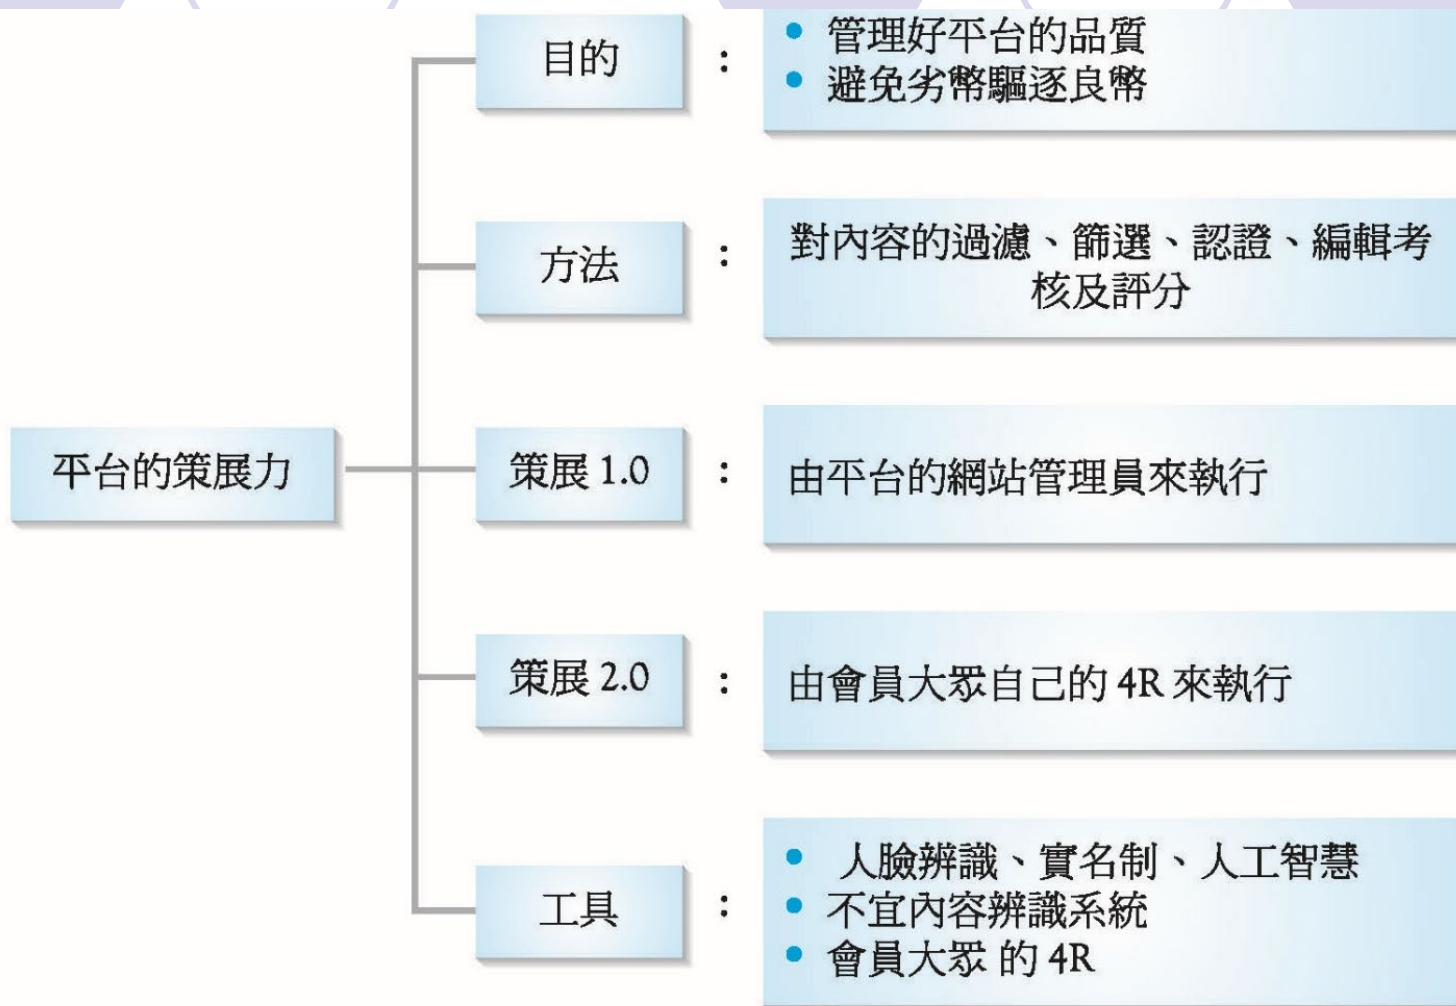 目的 : • 管理好平台的品質
• 避免劣幣驅逐良幣
方法 : 對內容的過濾、篩選、認證、編輯考
核及評分
平台的策展力
策展 1.0 : 由平台的網站管理員來執行
策展 2.0 : 由會員大眾自己的 4R 來執行
工具 : • 人臉辨識、實名制、人工智慧
• 不宜內容辨識系統
• 會員大眾 的 4R